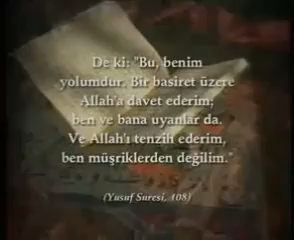 De ki: "Bu, benim
yolumdur. Bir basiret üzere
Allah'a davet ederim;
ben ve bana uyanlar da.
Ve Allah'ı tenzih ederim,
ben müşriklerden değilim."
(Yusuf Suresi, 108)